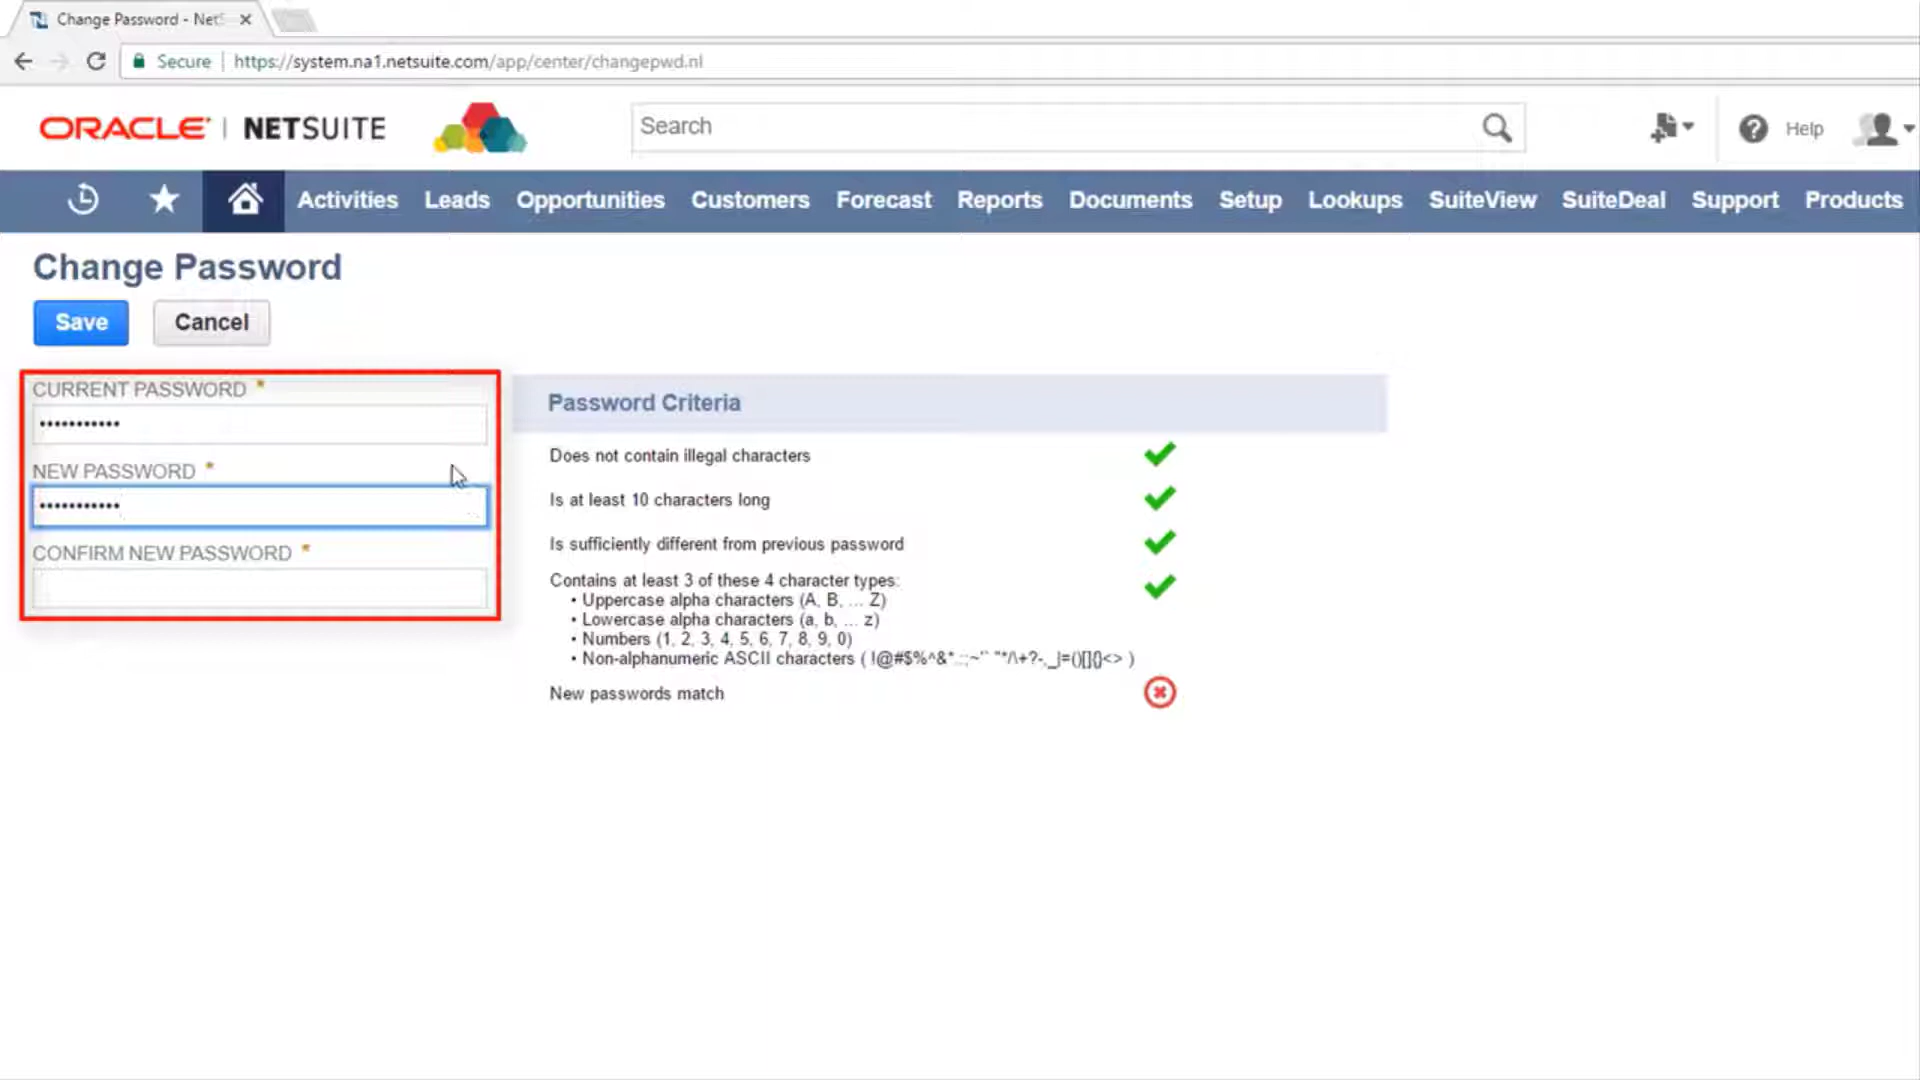 Change Password - Net
Secure | https://system.na1.netsuite.com/app/center/changepwd.nl
ORACLE | NETSUITE
Search
Help
Activities Leads Opportunities Customers Forecast Reports Documents Setup Lookups SuiteView SuiteDeal Support Products
Change Password
Save Cancel
CURRENT PASSWORD *
•••••••••••
NEW PASSWORD *
•••••••••••
CONFIRM NEW PASSWORD *
Password Criteria
Does not contain illegal characters
Is at least 10 characters long
Is sufficiently different from previous password
Contains at least 3 of these 4 character types:
• Uppercase alpha characters (A, B, ... Z)
• Lowercase alpha characters (a, b, ... z)
• Numbers (1, 2, 3, 4, 5, 6, 7, 8, 9, 0)
• Non-alphanumeric ASCII characters
New passwords match